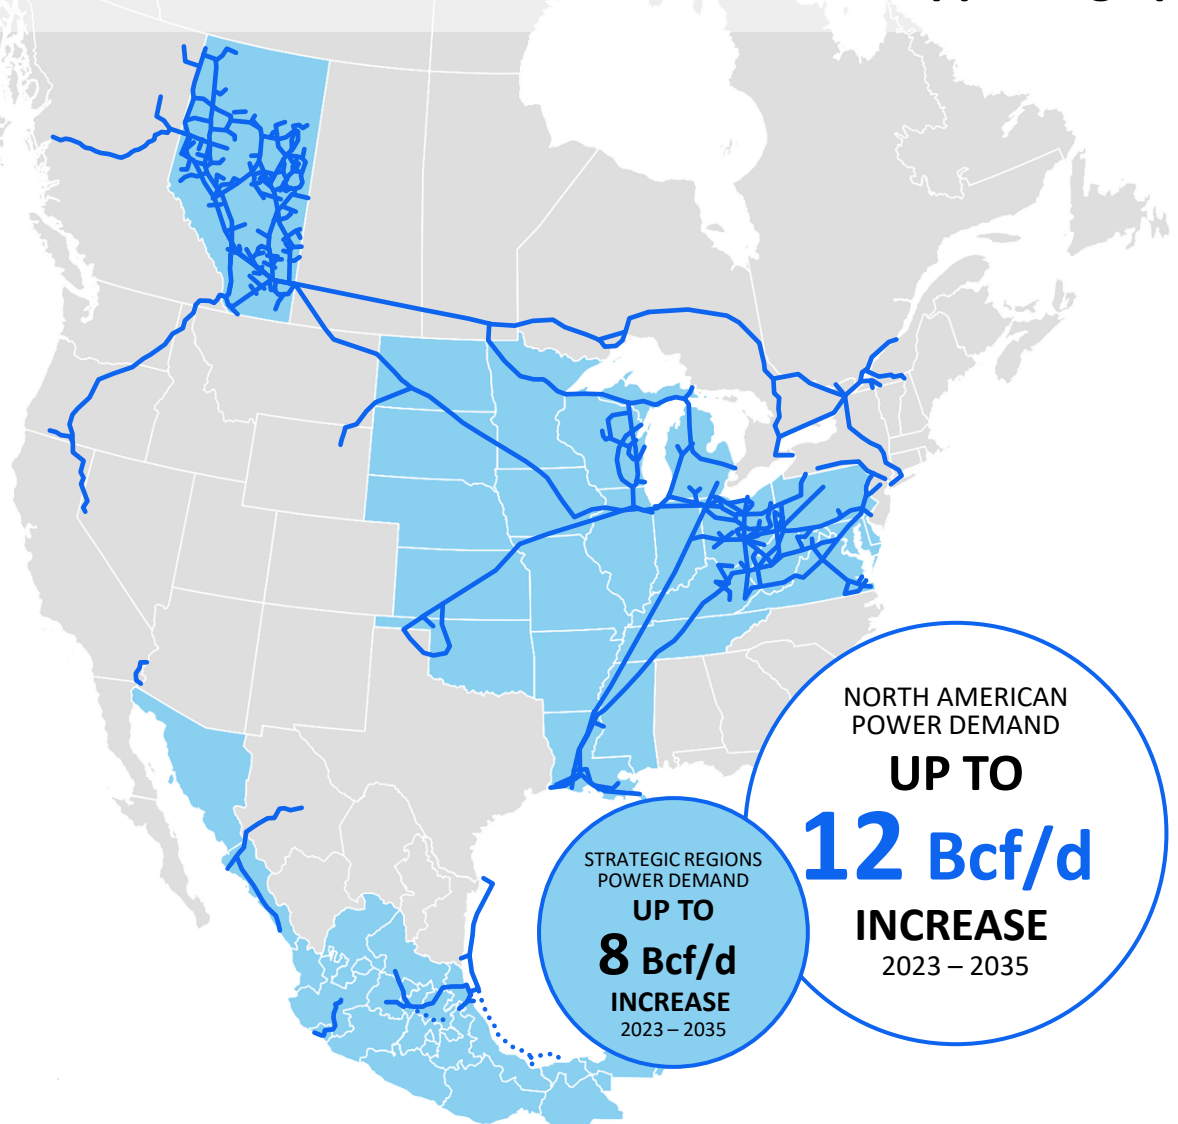 NORTH AMERICAN
POWER DEMAND
UP TO
12 Bcf/d
INCREASE
2023 – 2035
STRATEGIC REGIONS
POWER DEMAND
UP TO
8 Bcf/d
INCREASE
2023 – 2035